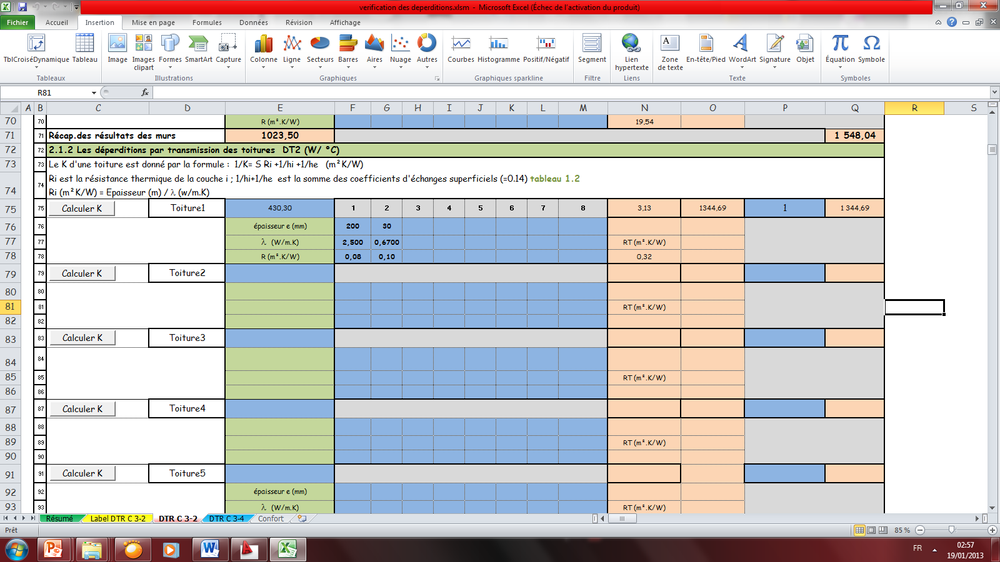 verification des deperditions.xlsm - Microsoft Excel (Échec de l'activation du produit)
Fichier Accueil Insertion Mise en page Formules Données Révision Affichage
TblCroiséDynamique Tableau Image Images clipart Formes SmartArt Capture Colonne Ligne Secteurs Barres Aires Nuage Autres Courbes Histogramme Positif/Négatif Segment Lien hypertexte Zone de texte En-tête/Pied WordArt Signature Objet Équation Symbole
Tableaux Illustrations Graphiques Graphiques sparkline Filtre Liens Texte Symboles
R81 fx
A B C D E F G H I J K L M N O P Q R S
70 70 R (m².K/W) 19,54
71 71 Récap.des résultats des murs 1023,50 1 548,04
72 72 2.1.2 Les déperditions par transmission des toitures DT2 (W/ °C)
73 73 Le K d'une toiture est donné par la formule : 1/K= S Ri +1/hi +1/he (m²K/W)
74 74 Ri est la résistance thermique de la couche i ; 1/hi+1/he est la somme des coefficients d'échanges superficiels (=0.14) tableau 1.2
Ri (m²K/W) = Epaisseur (m) / λ (w/m.K)
75 75 Calculer K Toiture1 430,30 1 2 3 4 5 6 7 8 3,13 1344,69 1 1 344,69
76 76 épaisseur e (mm) 200 30
77 77 λ (W/m.K) 2,500 0,6700 RT (m².K/W)
78 78 R (m².K/W) 0,08 0,10 0,32
79 79 Calculer K Toiture2
80 80
81 81 RT (m².K/W)
82 82
83 83 Calculer K Toiture3
84 84
85 85 RT (m².K/W)
86 86
87 87 Calculer K Toiture4
88 88
89 89 RT (m².K/W)
90 90
91 91 Calculer K Toiture5
92 92 épaisseur e (mm)
93 93 λ (W/m.K) RT (m².K/W)
Résumé Label DTR C 3-2 DTR C 3-2 DTR C 3-4 Confort
Prêt 85 %
FR 02:57
19/01/2013